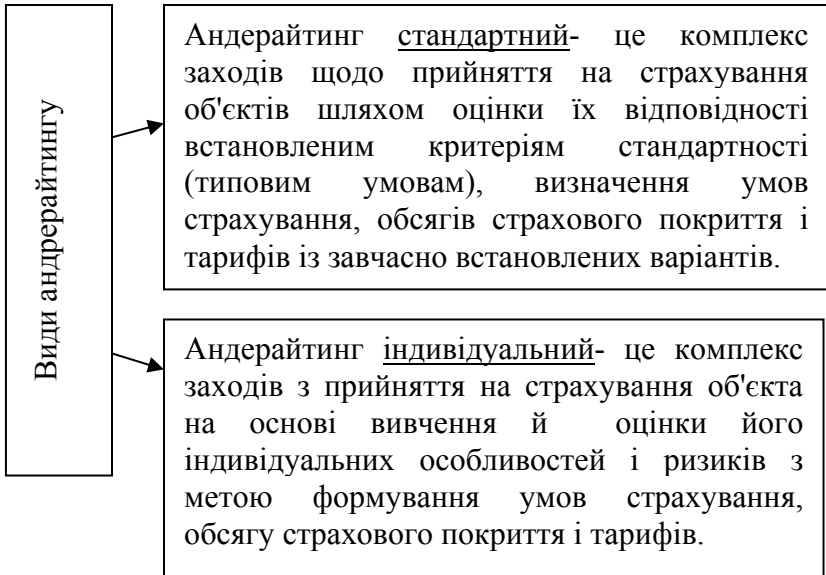 Види андрерайтингу
Андерайтинг стандартний- це комплекс
заходів щодо прийняття на страхування
об'єктів шляхом оцінки їх відповідності
встановленим критеріям стандартності
(типовим умовам), визначення умов
страхування, обсягів страхового покриття і
тарифів із завчасно встановлених варіантів.
Андерайтинг індивідуальний- це комплекс
заходів з прийняття на страхування об'єкта
на основі вивчення й оцінки його
індивідуальних особливостей і ризиків з
метою формування умов страхування,
обсягу страхового покриття і тарифів.